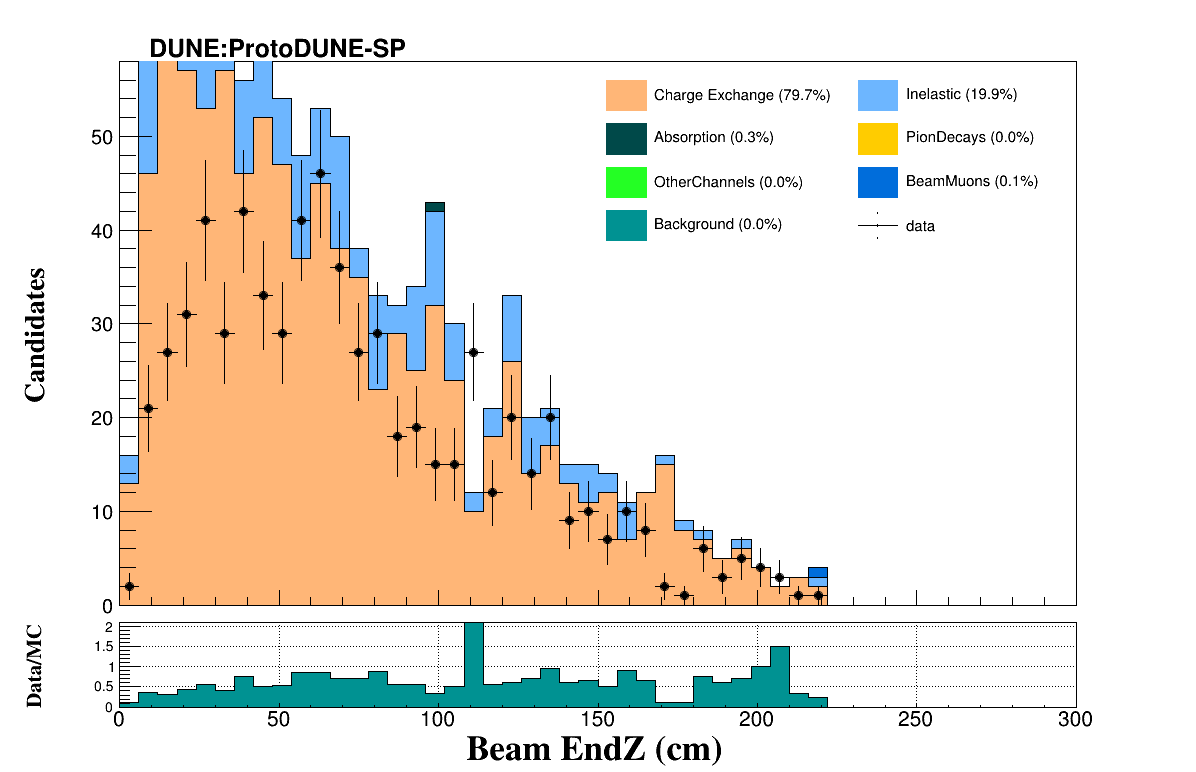 DUNE:ProtoDUNE-SP
Charge Exchange (79.7%)
Inelastic (19.9%)
Absorption (0.3%)
PionDecays (0.0%)
OtherChannels (0.0%)
BeamMuons (0.1%)
Background (0.0%)
data
Candidates
50
40
30
20
10
0
Data/MC
2
1.5
1
0.5
0
0 50 100 150 200 250 300
Beam EndZ (cm)